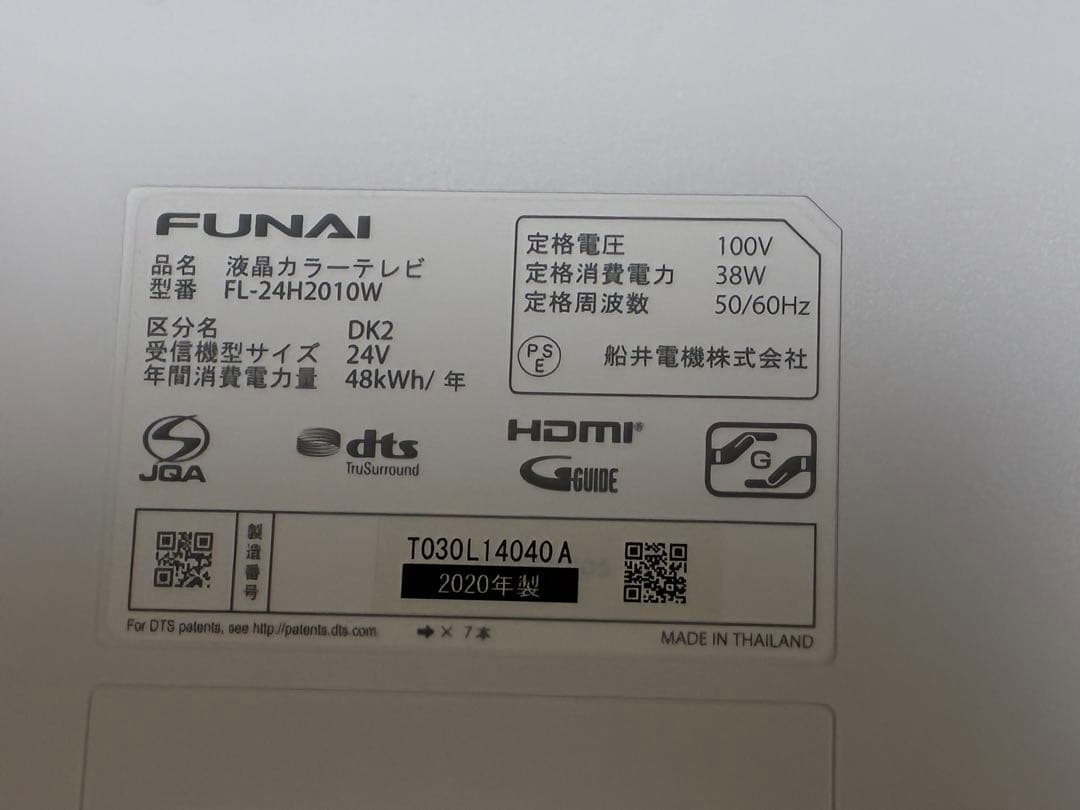 FUNAI
品名 液晶カラーテレビ
型番 FL-24H2010W
区分名 DK2
受信機型サイズ 24V
年間消費電力量 48kWh/ 年
定格電圧 100V
定格消費電力 38W
定格周波数 50/60Hz
PSE 船井電機株式会社
JQA
dts
TruSurround
HDMI®
G-GUIDE
G
製造番号
T030L14040A
2020年製
For DTS patents, see http://patents.dts.com
➡× 7本
MADE IN THAILAND